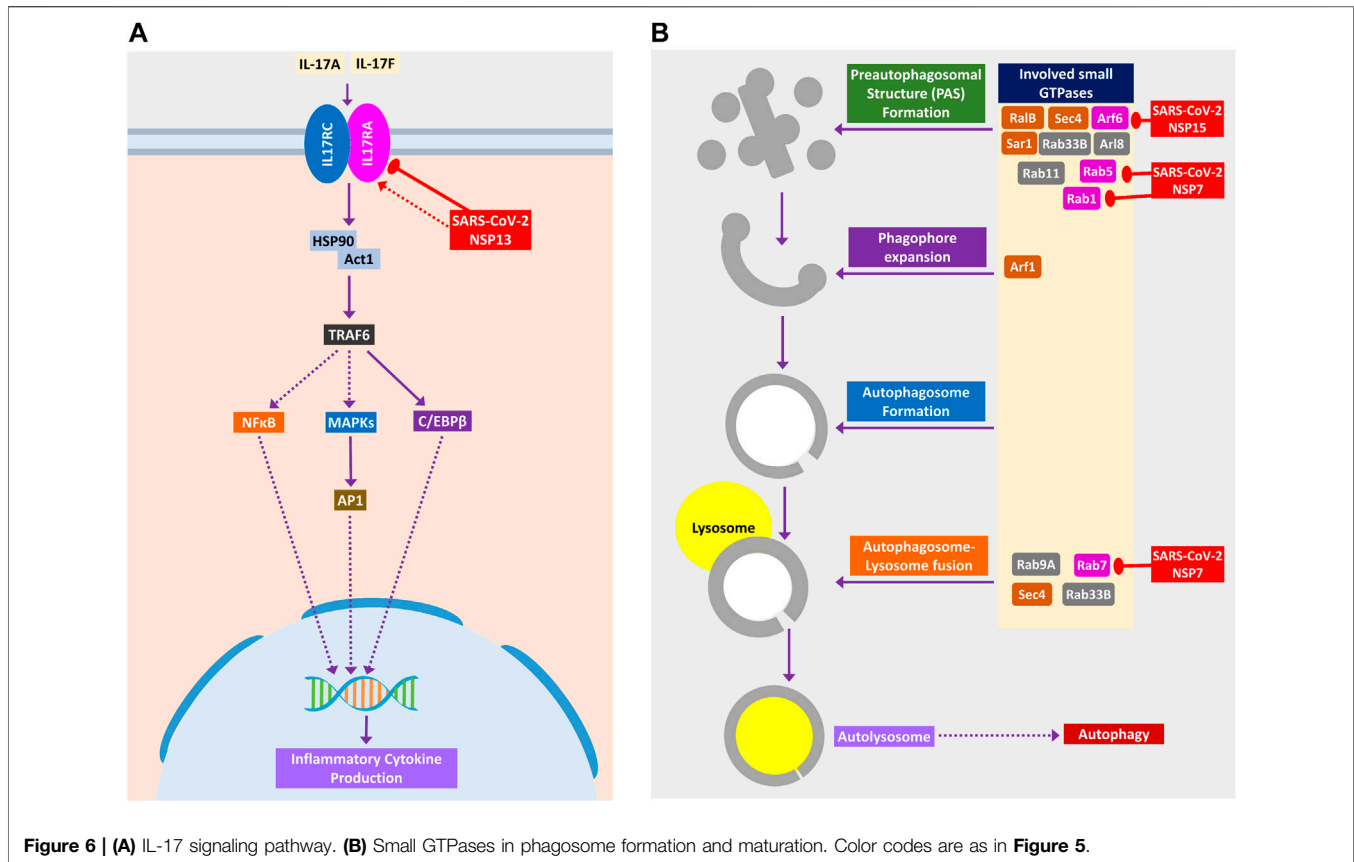 A
IL-17A
IL-17F
IL17RC
IL17RA
SARS-CoV-2
NSP13
HSP90
Act1
TRAF6
NFκB
MAPKs
C/EBPβ
AP1
Inflammatory Cytokine
Production
B
Preautophagosomal
Structure (PAS)
Formation
Involved small
GTPases
RalB
Sec4
Arf6
SARS-CoV-2
NSP15
Sar1
Rab33B
Arl8
Rab11
Rab5
SARS-CoV-2
NSP7
Rab1
Phagophore
expansion
Arf1
Autophagosome
Formation
Lysosome
Autophagosome-
Lysosome fusion
Rab9A
Rab7
SARS-CoV-2
NSP7
Sec4
Rab33B
Autolysosome
Autophagy
Figure 6 | (A) IL-17 signaling pathway. (B) Small GTPases in phagosome formation and maturation. Color codes are as in Figure 5.